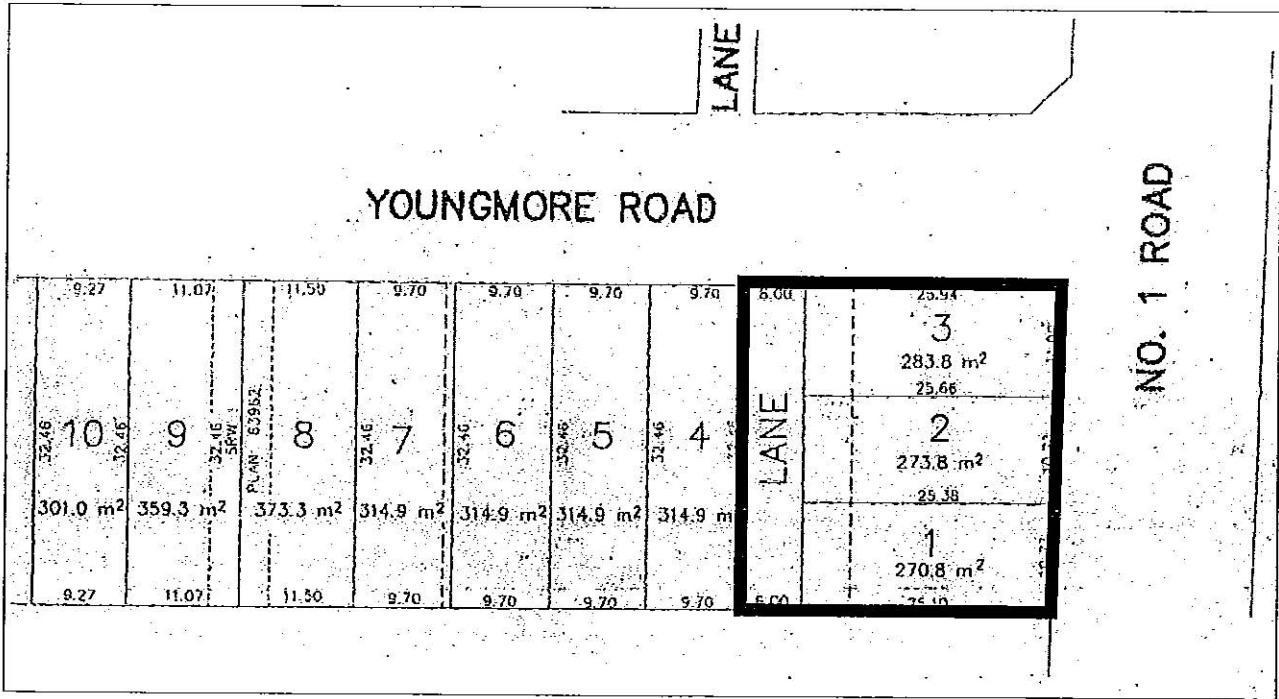 LANE
YOUNGMORE ROAD
NO. 1 ROAD
9.27 11.07 11.50 9.70 9.70 9.70 9.70 6.00 25.94
3
283.8 m²
25.66
10 9 8 7 6 5 4 LANE 2
32.46 32.46 32.46 SRW PLAN 83952 32.46 32.46 32.46 32.46
273.8 m²
25.38
301.0 m² 359.3 m² 373.3 m² 314.9 m² 314.9 m² 314.9 m² 314.9 m
1
270.8 m²
9.27 11.07 11.50 9.70 9.70 9.70 9.70 6.00 25.10